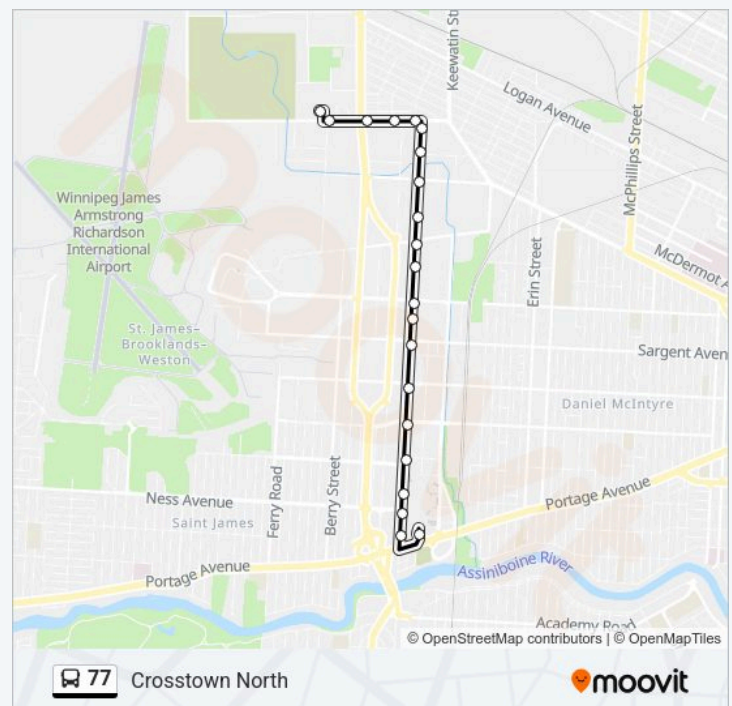 Keewatin St
Logan Avenue
McPhillips Street
Winnipeg James
Armstrong
Richardson
International
Airport
McDermot A
Erin Street
St. James–
Brooklands–
Weston
Sargent Aven
Daniel McIntyre
Ness Avenue
Saint James
Ferry Road
Berry Street
Portage Avenue
Portage Avenue
Assiniboine River
Academy Road
© OpenStreetMap contributors | © OpenMapTiles
77 Crosstown North
moovit
moovit